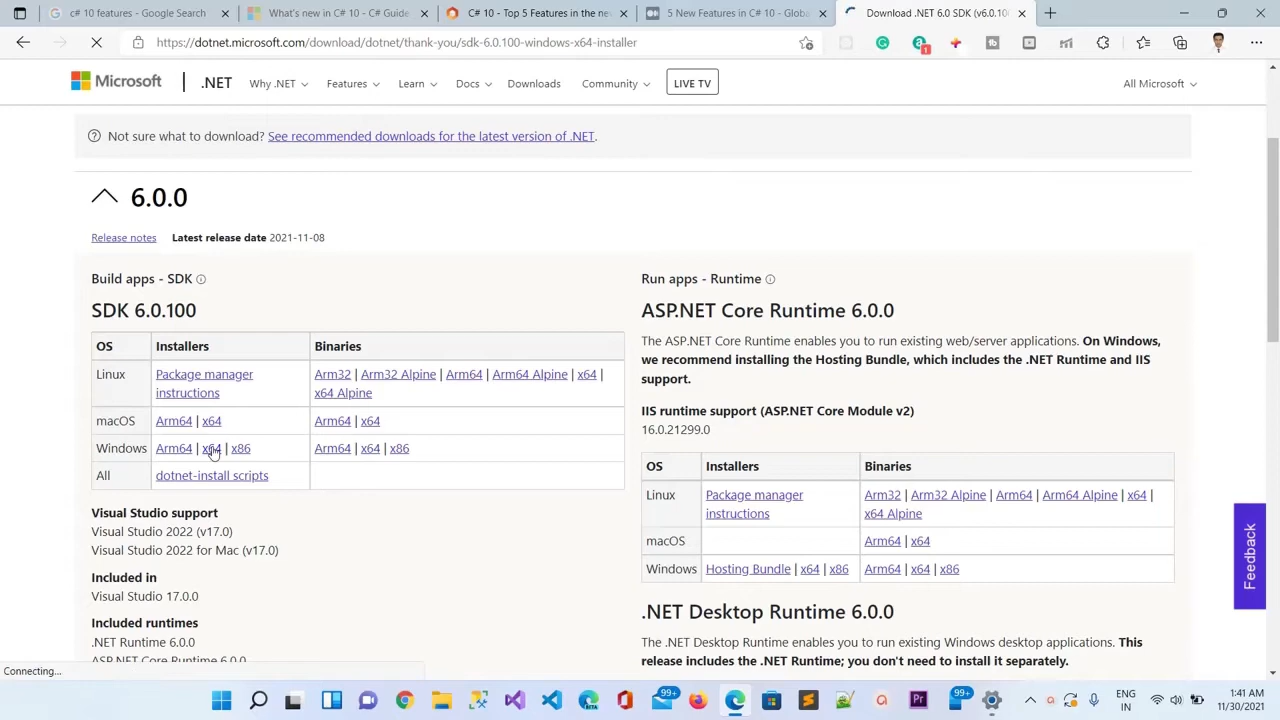 C# 10 features - Google Search
What's new in C# 10 - C# Guide
C# 10 - Top 5 Features in the ne
5 New Features in C# 10 - Globa
Download .NET 6.0 SDK (v6.0.10
https://dotnet.microsoft.com/download/dotnet/thank-you/sdk-6.0.100-windows-x64-installer
1
Microsoft
.NET
Why .NET
Features
Learn
Docs
Downloads
Community
LIVE TV
All Microsoft
Not sure what to download? See recommended downloads for the latest version of .NET.
6.0.0
Release notes
Latest release date 2021-11-08
Build apps - SDK
SDK 6.0.100
OS
Installers
Binaries
Linux
Package manager
instructions
Arm32 | Arm32 Alpine | Arm64 | Arm64 Alpine | x64 |
x64 Alpine
macOS
Arm64 | x64
Arm64 | x64
Windows
Arm64 | x64 | x86
Arm64 | x64 | x86
All
dotnet-install scripts
Visual Studio support
Visual Studio 2022 (v17.0)
Visual Studio 2022 for Mac (v17.0)
Included in
Visual Studio 17.0.0
Included runtimes
.NET Runtime 6.0.0
ASP.NET Core Runtime 6.0.0
Run apps - Runtime
ASP.NET Core Runtime 6.0.0
The ASP.NET Core Runtime enables you to run existing web/server applications. On Windows,
we recommend installing the Hosting Bundle, which includes the .NET Runtime and IIS
support.
IIS runtime support (ASP.NET Core Module v2)
16.0.21299.0
OS
Installers
Binaries
Linux
Package manager
instructions
Arm32 | Arm32 Alpine | Arm64 | Arm64 Alpine | x64 |
x64 Alpine
macOS
Arm64 | x64
Windows
Hosting Bundle | x64 | x86
Arm64 | x64 | x86
.NET Desktop Runtime 6.0.0
The .NET Desktop Runtime enables you to run existing Windows desktop applications. This
release includes the .NET Runtime; you don't need to install it separately.
Feedback
Connecting...
BETA
99+
Pr
99+
ENG
IN
1:41 AM
11/30/2021